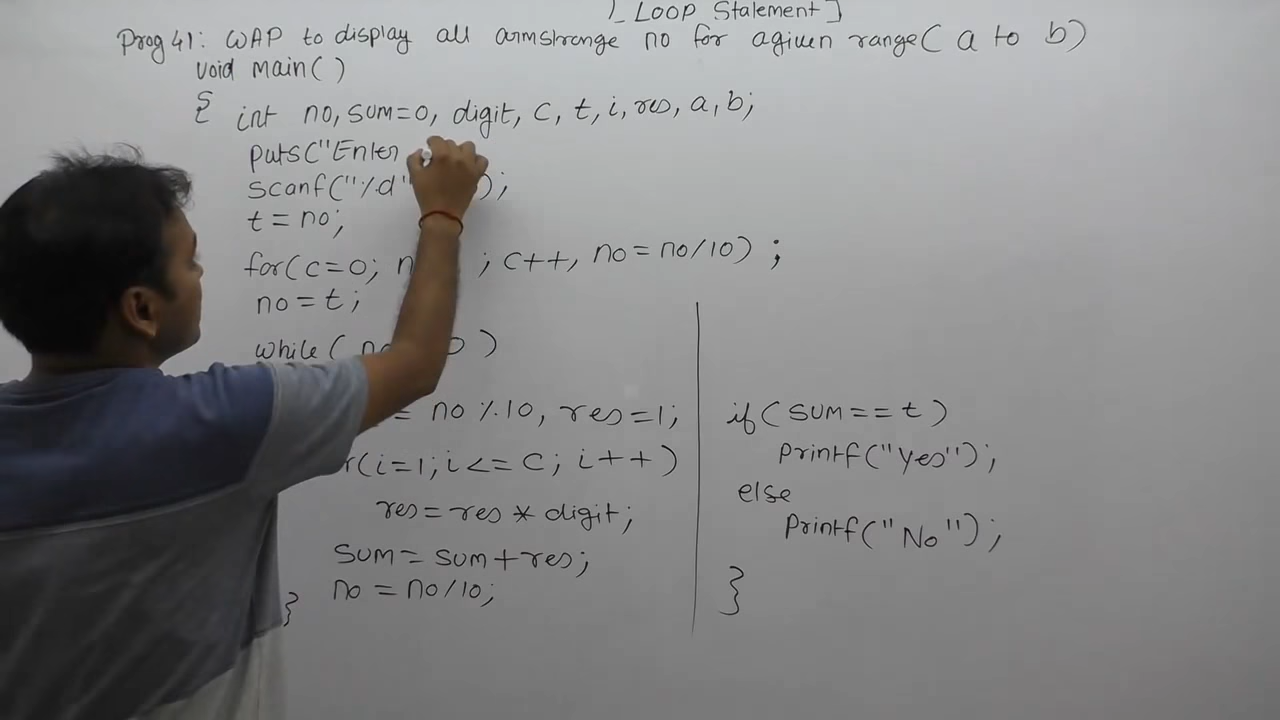 [ LOOP Statement ]
Prog 41: WAP to display all armstrange no for a given range ( a to b )
void main( )
{ int no, sum=0, digit, c, t, i, res, a, b;
puts("Enter
scanf("%d" );
t = no;
for(c=0; ; c++, no = no/10) ;
no = t;
while ( )
= no %10, res=1;
(i=1; i<= c; i++)
res = res * digit;
sum = sum + res;
no = no/10;
}
if ( sum == t )
printf("Yes");
else
printf("No");
}